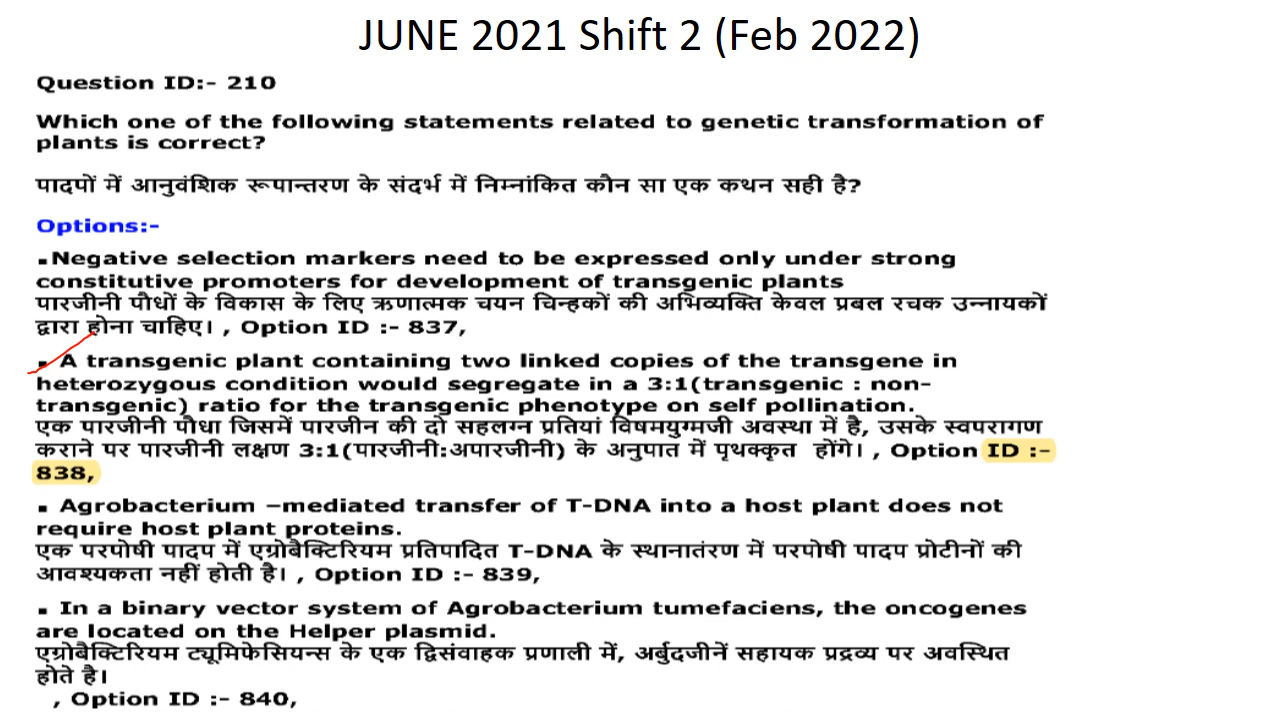 JUNE 2021 Shift 2 (Feb 2022)
Question ID:- 210
Which one of the following statements related to genetic transformation of
plants is correct?
पादपों में आनुवंशिक रूपान्तरण के संदर्भ में निम्नांकित कौन सा एक कथन सही है?
Options:-
▪Negative selection markers need to be expressed only under strong
constitutive promoters for development of transgenic plants
पारजीनी पौधों के विकास के लिए ऋणात्मक चयन चिन्हकों की अभिव्यक्ति केवल प्रबल रचक उन्नायकों
द्वारा होना चाहिए। , Option ID :- 837,
▪ A transgenic plant containing two linked copies of the transgene in
heterozygous condition would segregate in a 3:1(transgenic : non-
transgenic) ratio for the transgenic phenotype on self pollination.
एक पारजीनी पौधा जिसमें पारजीन की दो सहलग्न प्रतियां विषमयुग्मजी अवस्था में है, उसके स्वपरागण
कराने पर पारजीनी लक्षण 3:1(पारजीनी:अपारजीनी) के अनुपात में पृथक्कृत होंगे। , Option ID :-
838,
▪ Agrobacterium –mediated transfer of T-DNA into a host plant does not
require host plant proteins.
एक परपोषी पादप में एग्रोबैक्टिरियम प्रतिपादित T-DNA के स्थानातंरण में परपोषी पादप प्रोटीनों की
आवश्यकता नहीं होती है। , Option ID :- 839,
▪ In a binary vector system of Agrobacterium tumefaciens, the oncogenes
are located on the Helper plasmid.
एग्रोबैक्टिरियम ट्यूमिफेसियन्स के एक द्विसंवाहक प्रणाली में, अर्बुदजीनें सहायक प्रद्रव्य पर अवस्थित
होते है।
, Option ID :- 840,